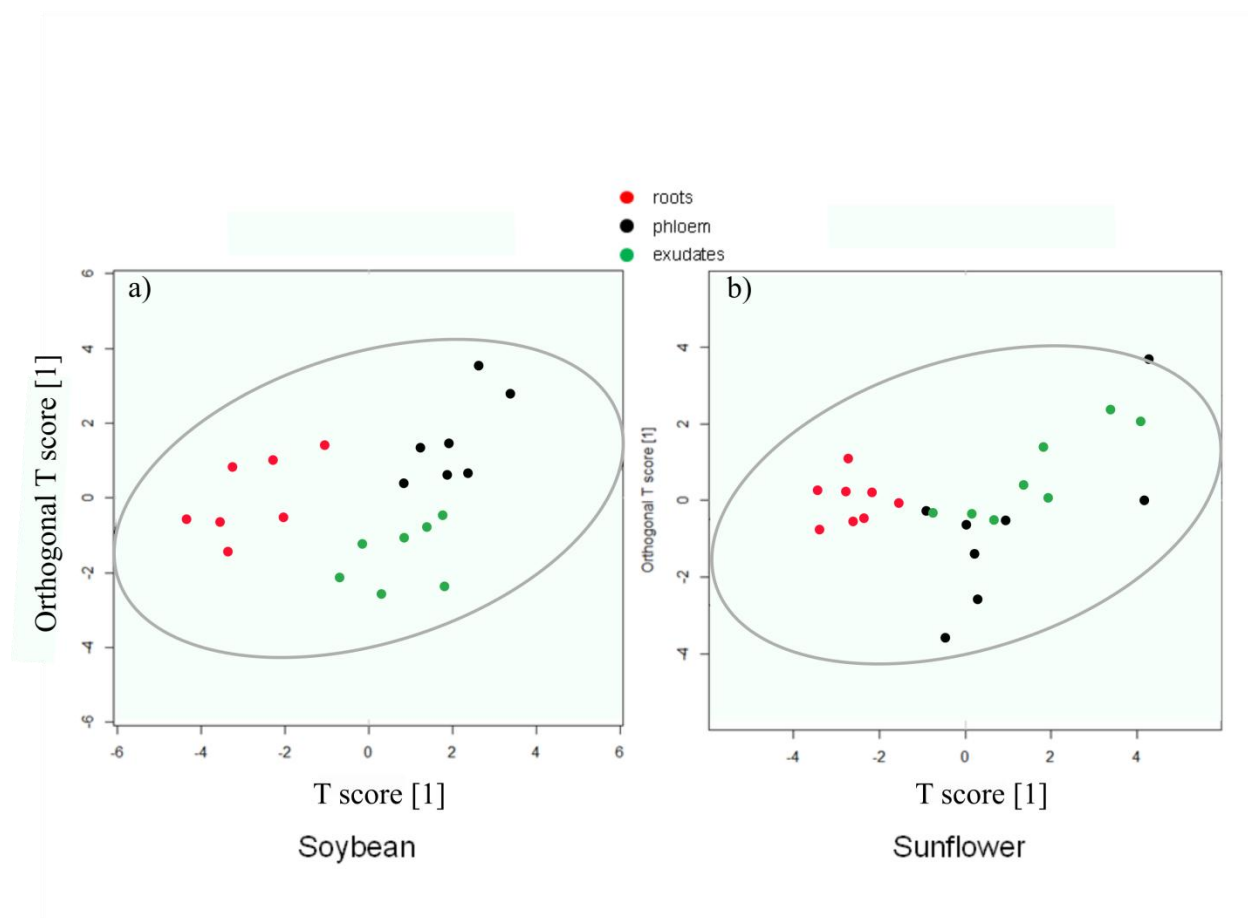 roots
phloem
exudates
a)
b)
6
4
2
0
-2
-4
-6
Orthogonal T score [1]
-6
-4
-2
0
2
4
6
T score [1]
Soybean
4
2
0
-2
-4
Orthogonal T score [1]
-4
-2
0
2
4
T score [1]
Sunflower